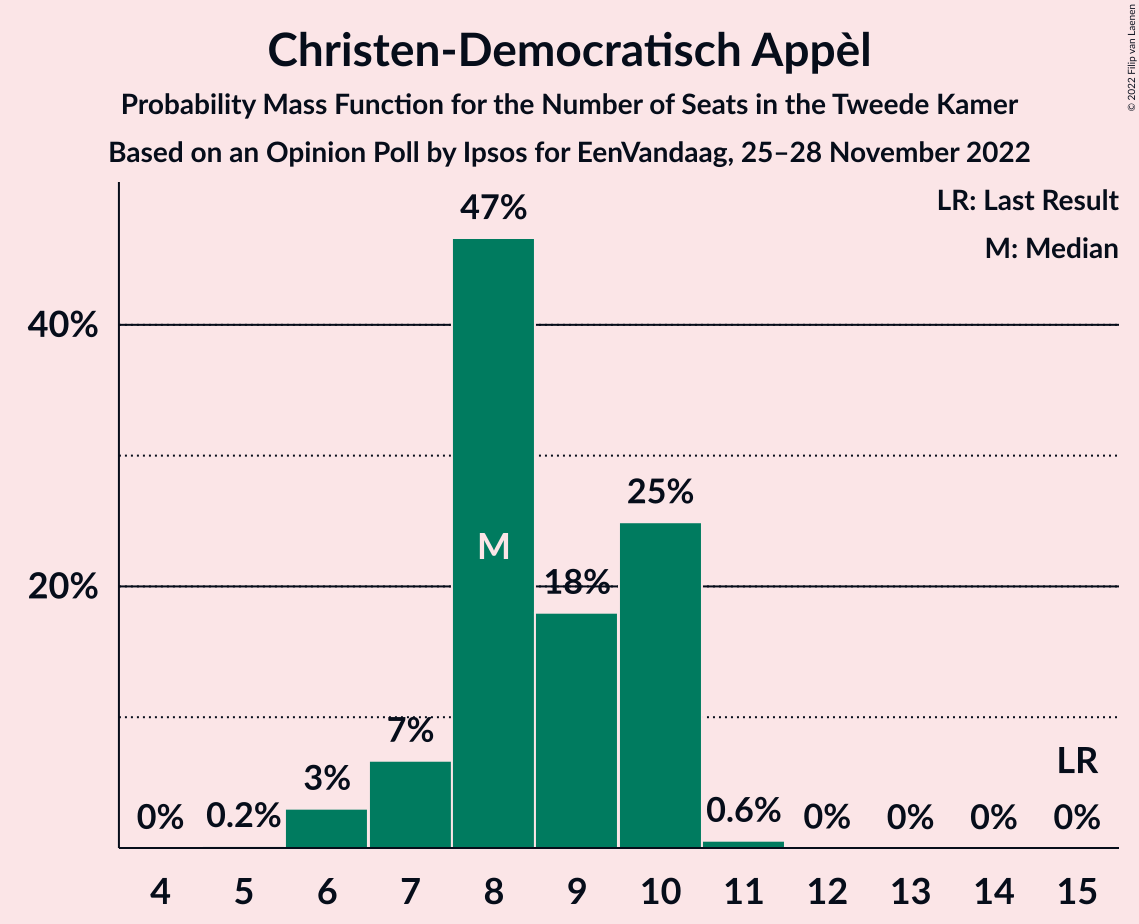 Christen-Democratisch Appèl
Probability Mass Function for the Number of Seats in the Tweede Kamer
Based on an Opinion Poll by Ipsos for EenVandaag, 25–28 November 2022
© 2022 Filip van Laenen
LR: Last Result
M: Median
47%
40%
25%
M
20%
18%
7%
3%
LR
0%
0.2%
0.6%
0%
0%
0%
0%
4 5 6 7 8 9 10 11 12 13 14 15